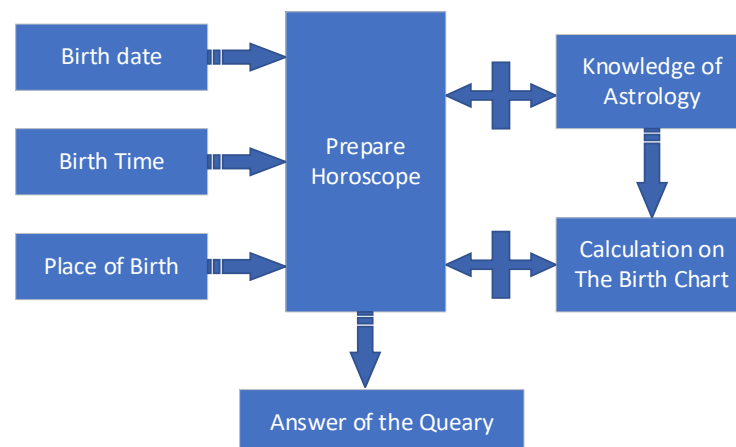 Birth date
Birth Time
Place of Birth
Prepare
Horoscope
Knowledge of
Astrology
Calculation on
The Birth Chart
Answer of the Queary